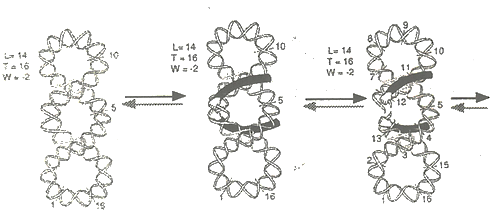 L= 14
T = 16
W = -2
10
5
1
16
L= 14
T = 16
W = -2
10
5
1
16
L= 14
T = 16
W = -2
8
9
10
7
11
12
5
13
4
3
2
15
1
16